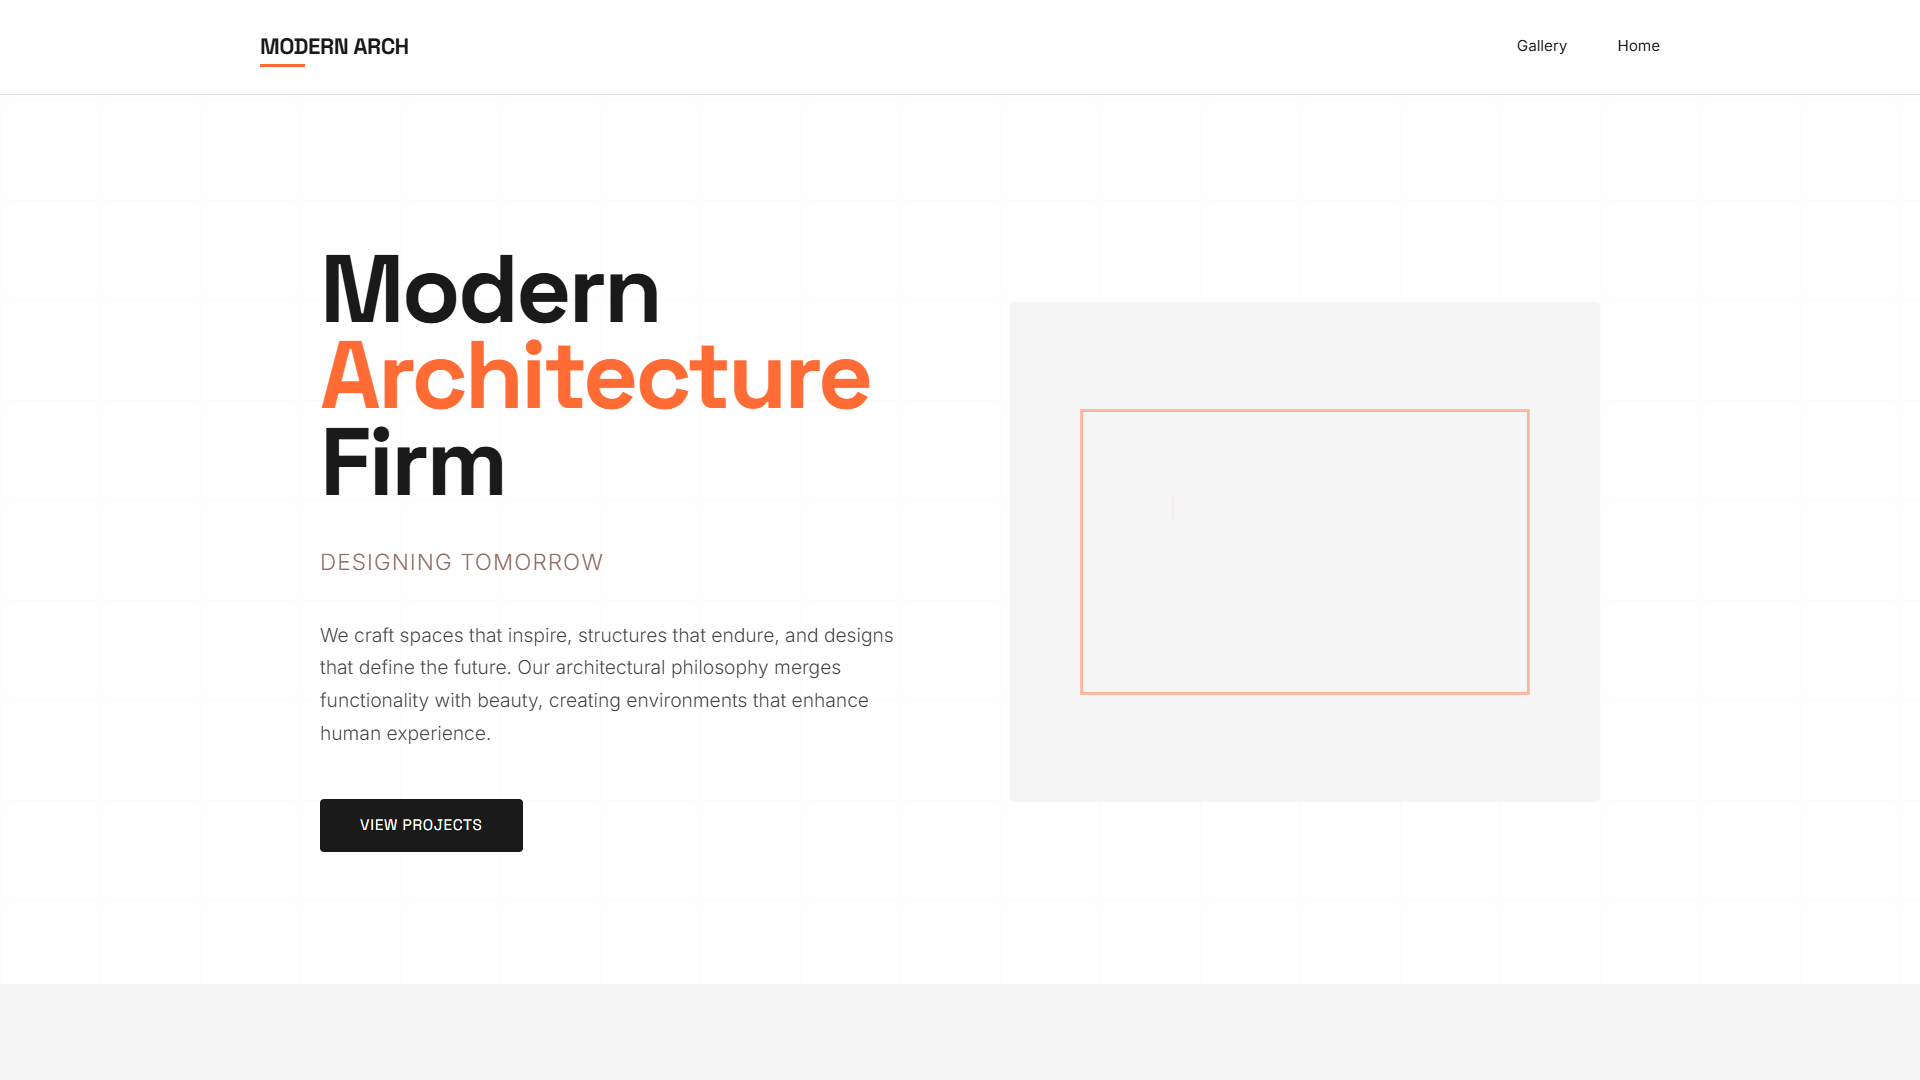 MODERN ARCH
Gallery
Home
Modern
Architecture
Firm
DESIGNING TOMORROW
We craft spaces that inspire, structures that endure, and designs
that define the future. Our architectural philosophy merges
functionality with beauty, creating environments that enhance
human experience.
VIEW PROJECTS